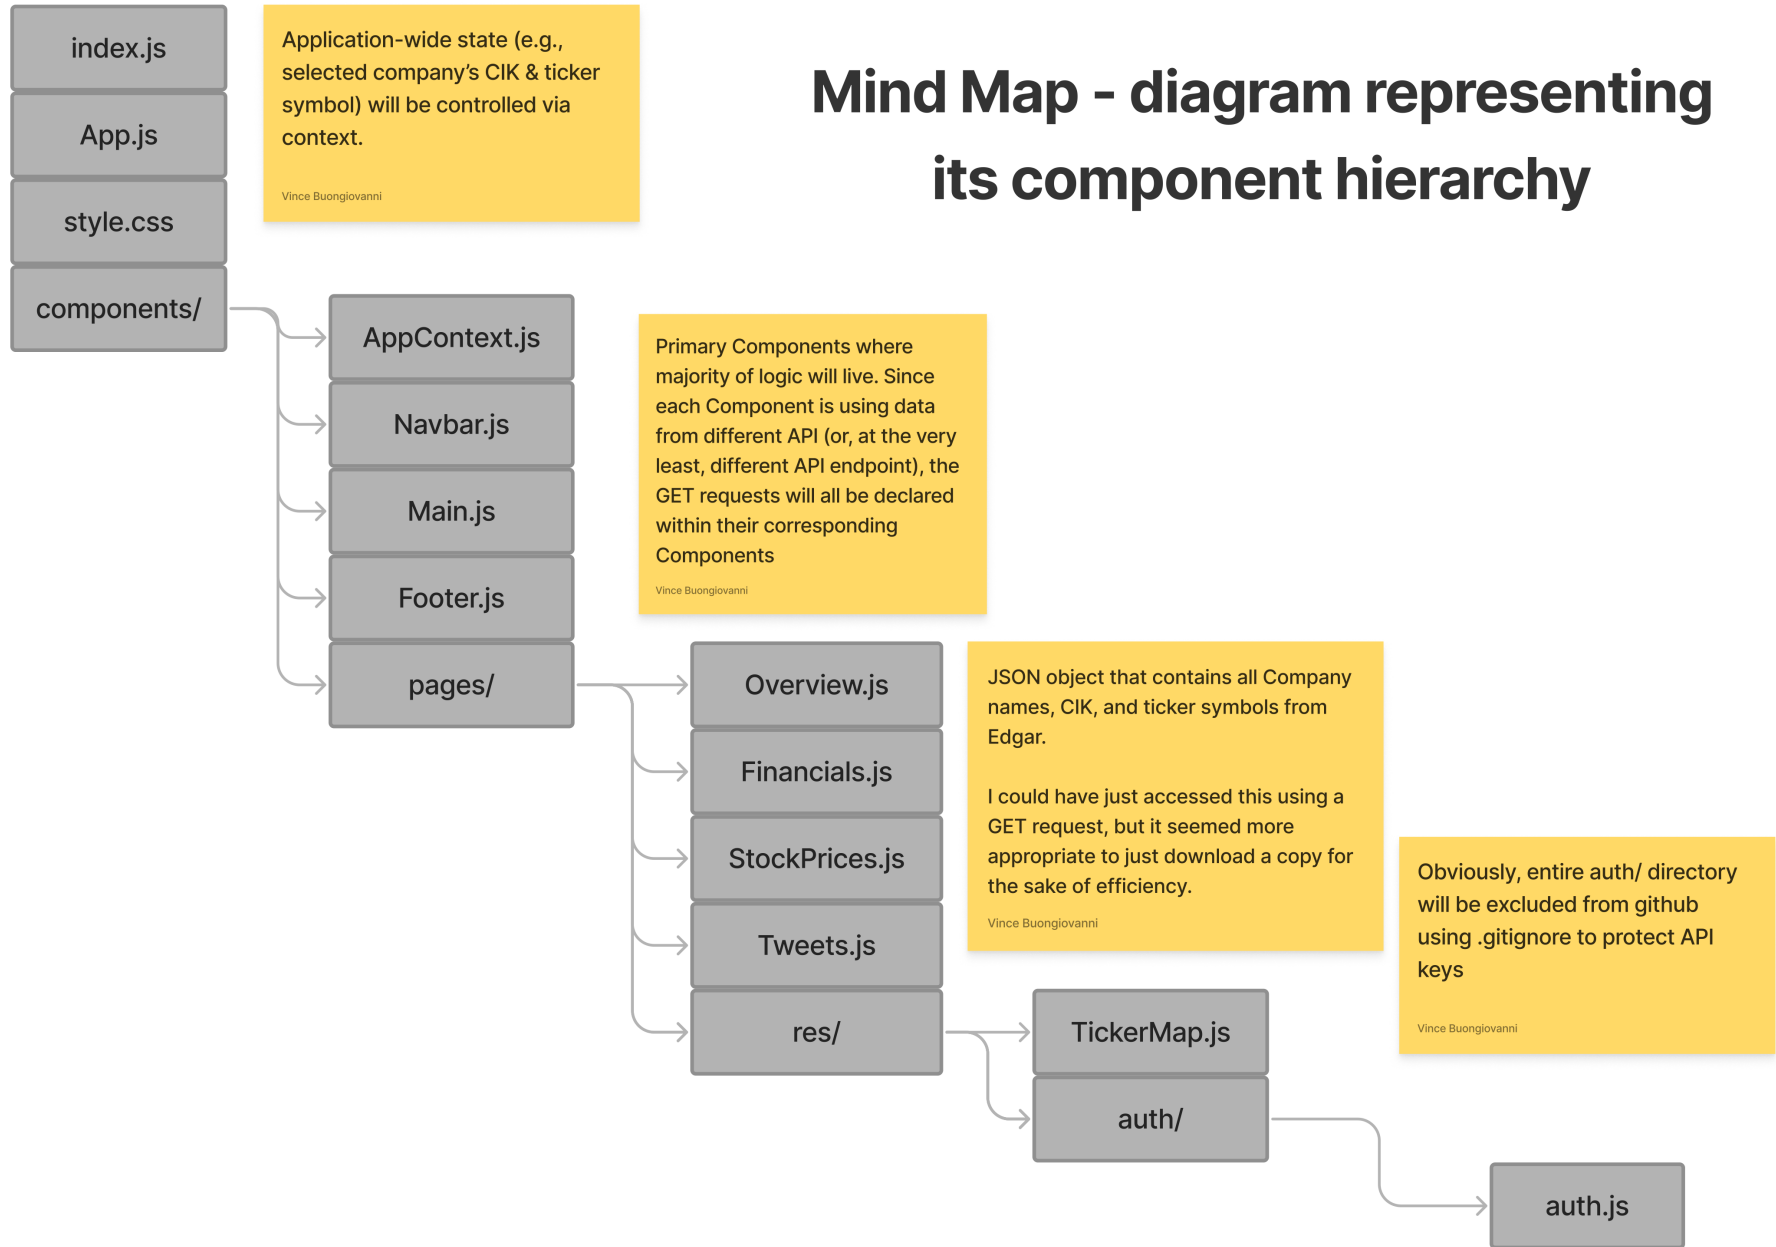 index.js
App.js
style.css
components/
Application-wide state (e.g.,
selected company’s CIK & ticker
symbol) will be controlled via
context.
Vince Buongiovanni
Mind Map - diagram representing
its component hierarchy
AppContext.js
Navbar.js
Main.js
Footer.js
pages/
Primary Components where
majority of logic will live. Since
each Component is using data
from different API (or, at the very
least, different API endpoint), the
GET requests will all be declared
within their corresponding
Components
Vince Buongiovanni
Overview.js
Financials.js
StockPrices.js
Tweets.js
res/
JSON object that contains all Company
names, CIK, and ticker symbols from
Edgar.
I could have just accessed this using a
GET request, but it seemed more
appropriate to just download a copy for
the sake of efficiency.
Vince Buongiovanni
TickerMap.js
auth/
Obviously, entire auth/ directory
will be excluded from github
using .gitignore to protect API
keys
Vince Buongiovanni
auth.js